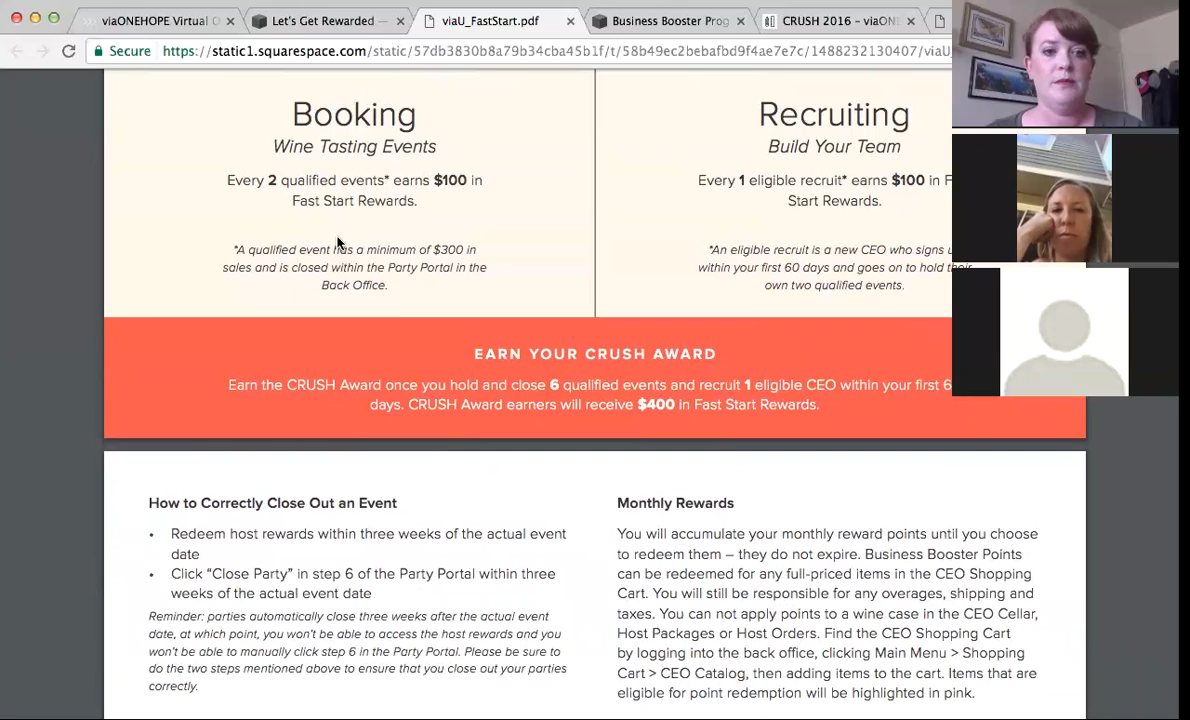 viaONEHOPE Virtual O
Let's Get Rewarded —
viaU_FastStart.pdf
Business Booster Prog
CRUSH 2016 – viaON
Secure https://static1.squarespace.com/static/57db3830b8a79b34cba45b1f/t/58b49ec2bebafbd9f4ae7e7c/1488232130407/viaU
Booking
Wine Tasting Events
Every 2 qualified events* earns $100 in
Fast Start Rewards.
*A qualified event has a minimum of $300 in
sales and is closed within the Party Portal in the
Back Office.
Recruiting
Build Your Team
Every 1 eligible recruit* earns $100 in F
Start Rewards.
*An eligible recruit is a new CEO who signs u
within your first 60 days and goes on to hold their
own two qualified events.
EARN YOUR CRUSH AWARD
Earn the CRUSH Award once you hold and close 6 qualified events and recruit 1 eligible CEO within your first 6
days. CRUSH Award earners will receive $400 in Fast Start Rewards.
How to Correctly Close Out an Event
• Redeem host rewards within three weeks of the actual event
date
• Click “Close Party” in step 6 of the Party Portal within three
weeks of the actual event date
Reminder: parties automatically close three weeks after the actual event
date, at which point, you won't be able to access the host rewards and you
won't be able to manually click step 6 in the Party Portal. Please be sure to
do the two steps mentioned above to ensure that you close out your parties
correctly.
Monthly Rewards
You will accumulate your monthly reward points until you choose
to redeem them – they do not expire. Business Booster Points
can be redeemed for any full-priced items in the CEO Shopping
Cart. You will still be responsible for any overages, shipping and
taxes. You can not apply points to a wine case in the CEO Cellar,
Host Packages or Host Orders. Find the CEO Shopping Cart
by logging into the back office, clicking Main Menu > Shopping
Cart > CEO Catalog, then adding items to the cart. Items that are
eligible for point redemption will be highlighted in pink.